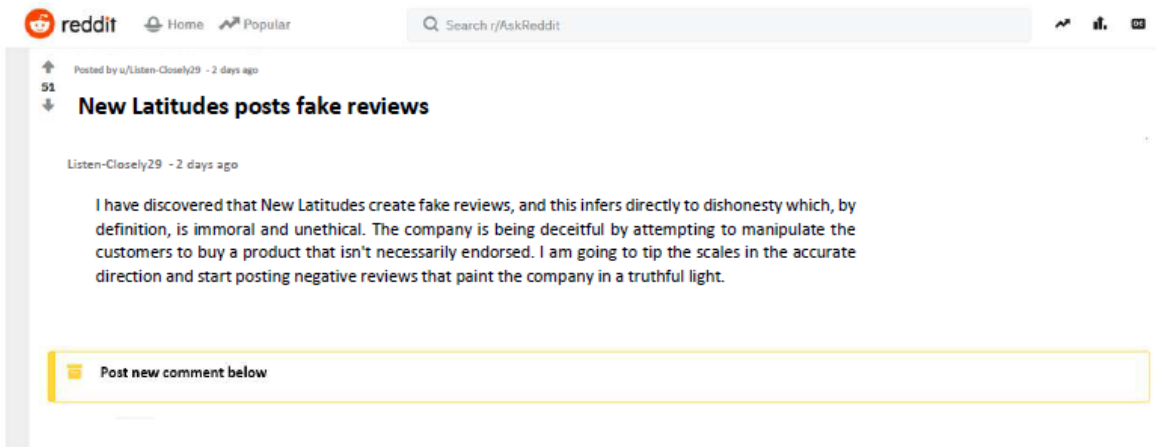 reddit Home Popular Search r/AskReddit
Posted by u/Listen-Closely29 - 2 days ago
51
New Latitudes posts fake reviews
Listen-Closely29 - 2 days ago
I have discovered that New Latitudes create fake reviews, and this infers directly to dishonesty which, by
definition, is immoral and unethical. The company is being deceitful by attempting to manipulate the
customers to buy a product that isn't necessarily endorsed. I am going to tip the scales in the accurate
direction and start posting negative reviews that paint the company in a truthful light.
Post new comment below